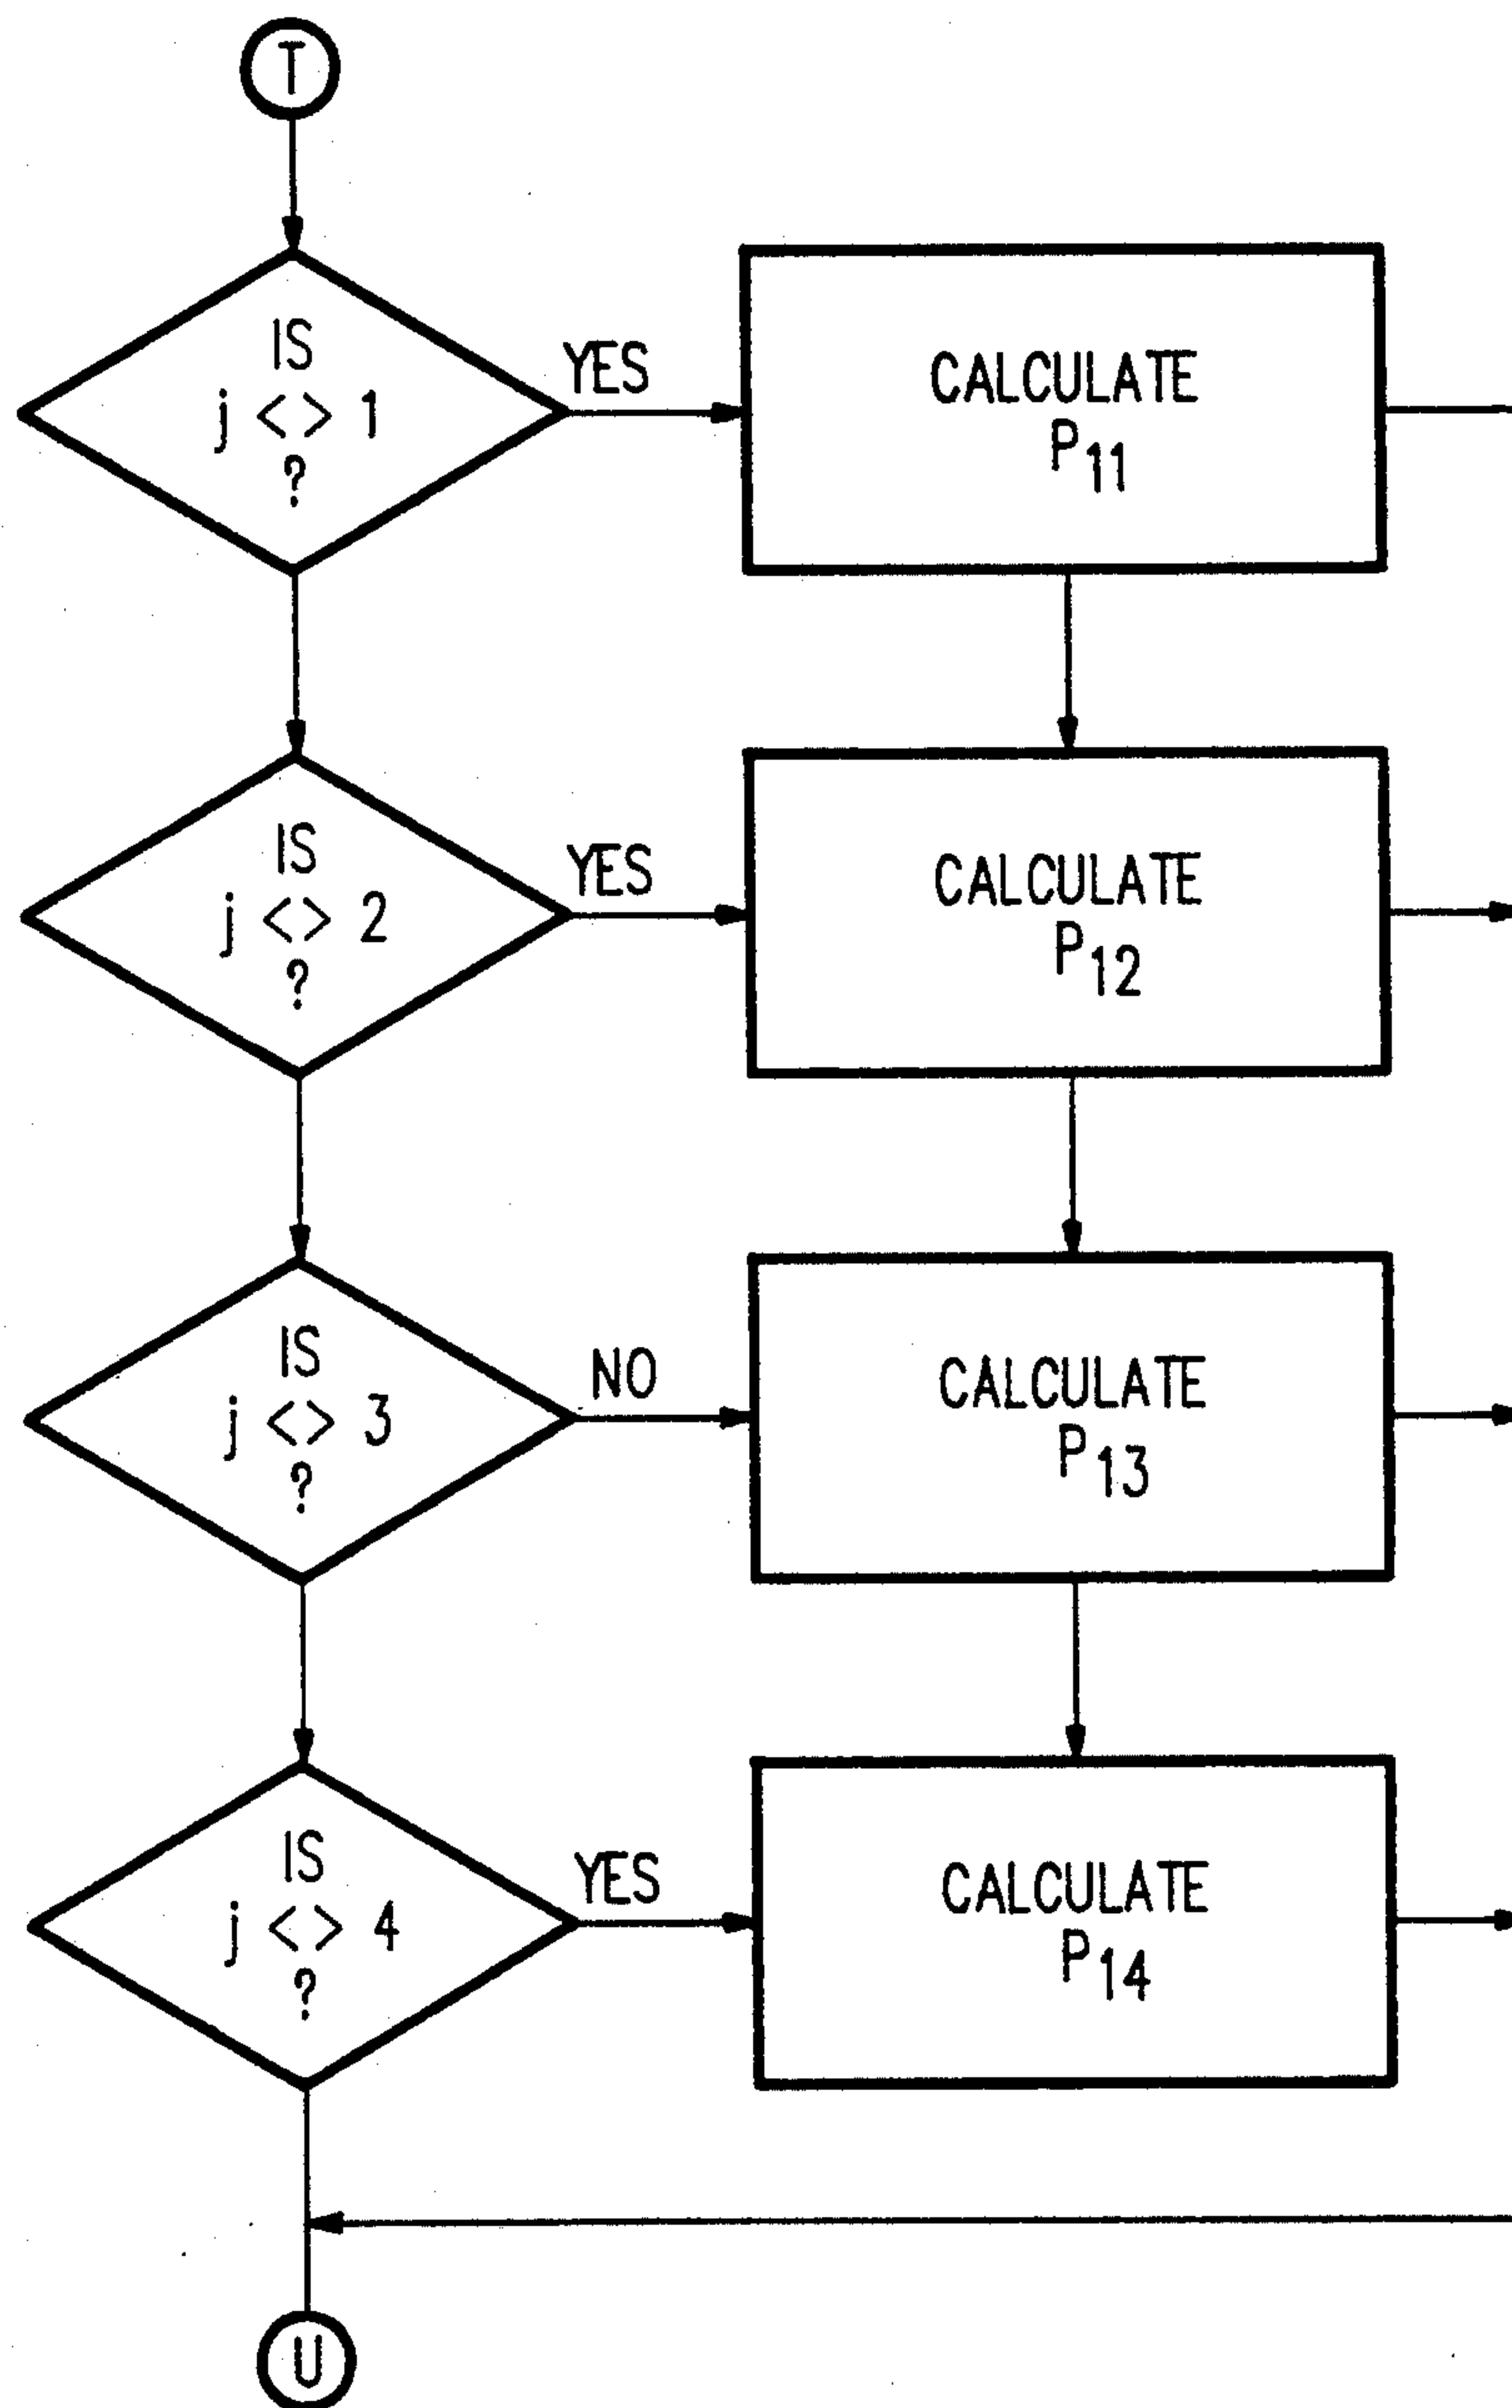 T
IS
j <> 1
?
YES
CALCULATE
P11
IS
j <> 2
?
YES
CALCULATE
P12
IS
j <> 3
?
NO
CALCULATE
P13
IS
j <> 4
?
YES
CALCULATE
P14
U